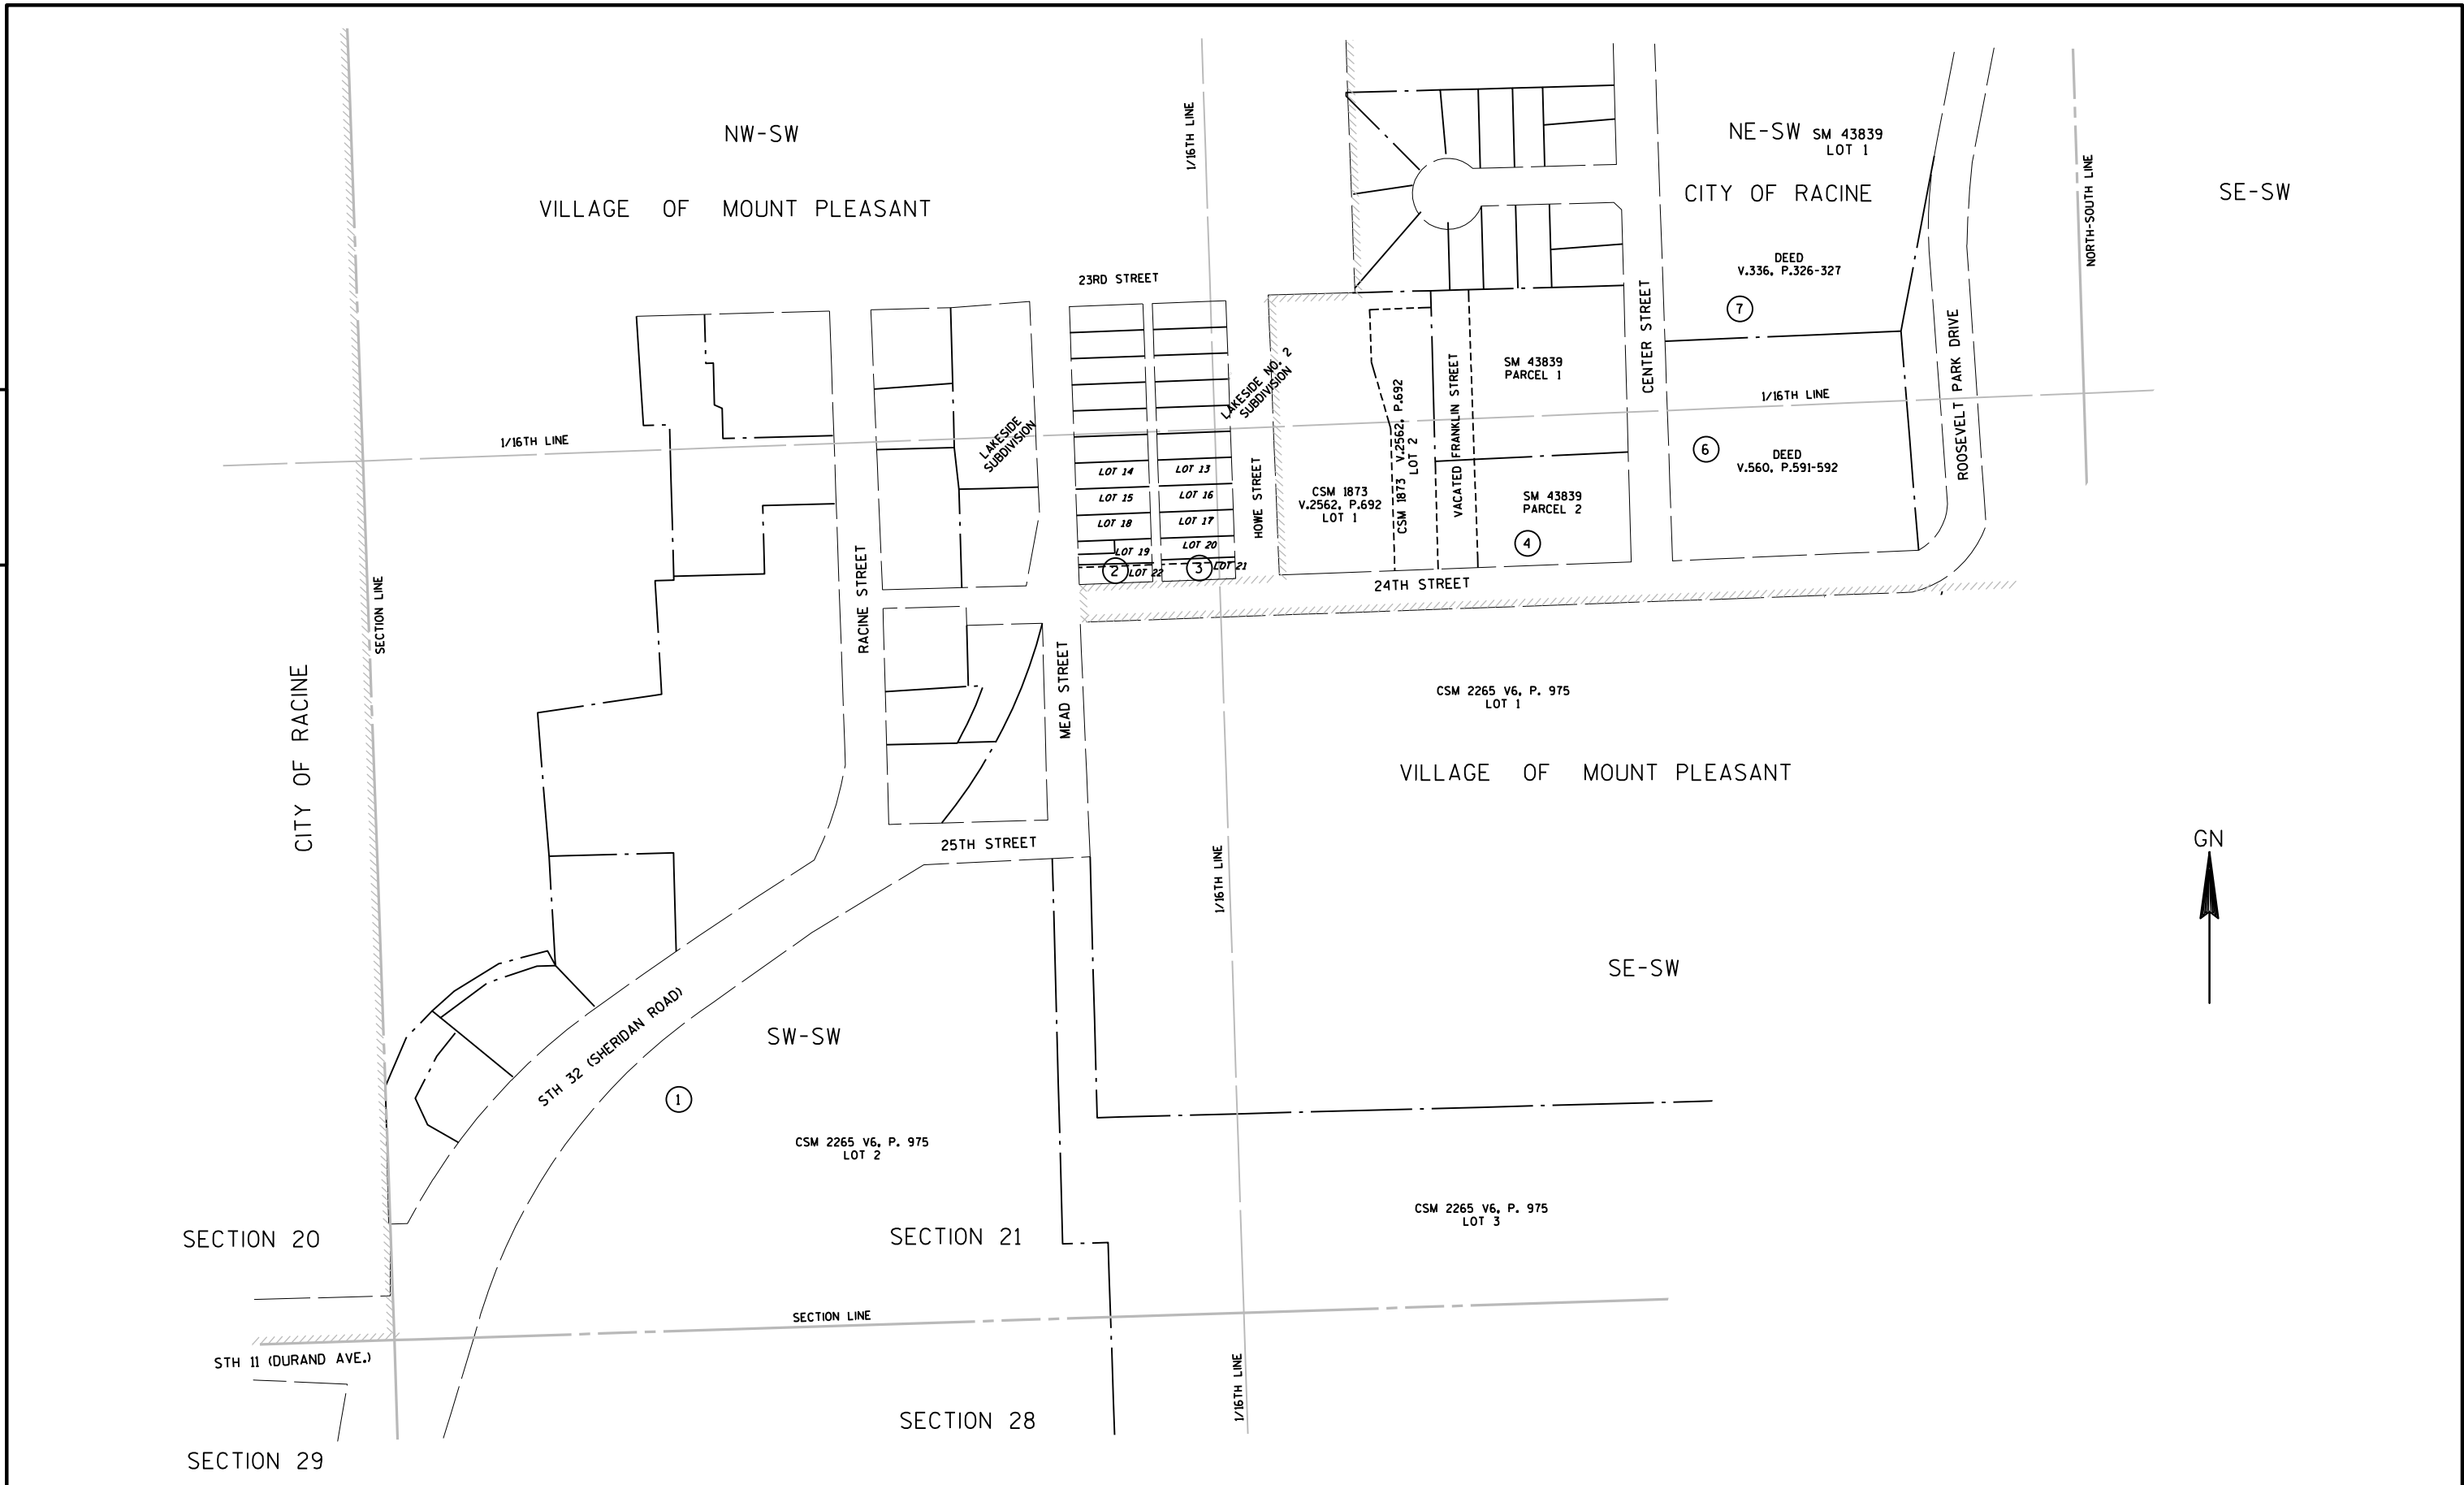 NW-SW
VILLAGE OF MOUNT PLEASANT
1/16TH LINE
NE-SW SM 43839
LOT 1
CITY OF RACINE
NORTH-SOUTH LINE
SE-SW
23RD STREET
DEED
V.336, P.326-327
7
CENTER STREET
ROOSEVELT PARK DRIVE
LAKESIDE NO. 2
SUBDIVISION
SM 43839
PARCEL 1
VACATED FRANKLIN STREET
CSM 1873 V.2562, P.692
LOT 2
1/16TH LINE
1/16TH LINE
LAKESIDE
SUBDIVISION
6
DEED
V.560, P.591-592
LOT 14
LOT 13
LOT 15
LOT 16
LOT 18
LOT 17
LOT 19
LOT 20
2
LOT 22
3
LOT 21
HOWE STREET
CSM 1873
V.2562, P.692
LOT 1
SM 43839
PARCEL 2
4
24TH STREET
SECTION LINE
RACINE STREET
MEAD STREET
CITY OF RACINE
CSM 2265 V6, P. 975
LOT 1
VILLAGE OF MOUNT PLEASANT
25TH STREET
1/16TH LINE
GN
SE-SW
STH 32 (SHERIDAN ROAD)
SW-SW
1
CSM 2265 V6, P. 975
LOT 2
CSM 2265 V6, P. 975
LOT 3
SECTION 20
SECTION 21
SECTION LINE
STH 11 (DURAND AVE.)
1/16TH LINE
SECTION 28
SECTION 29